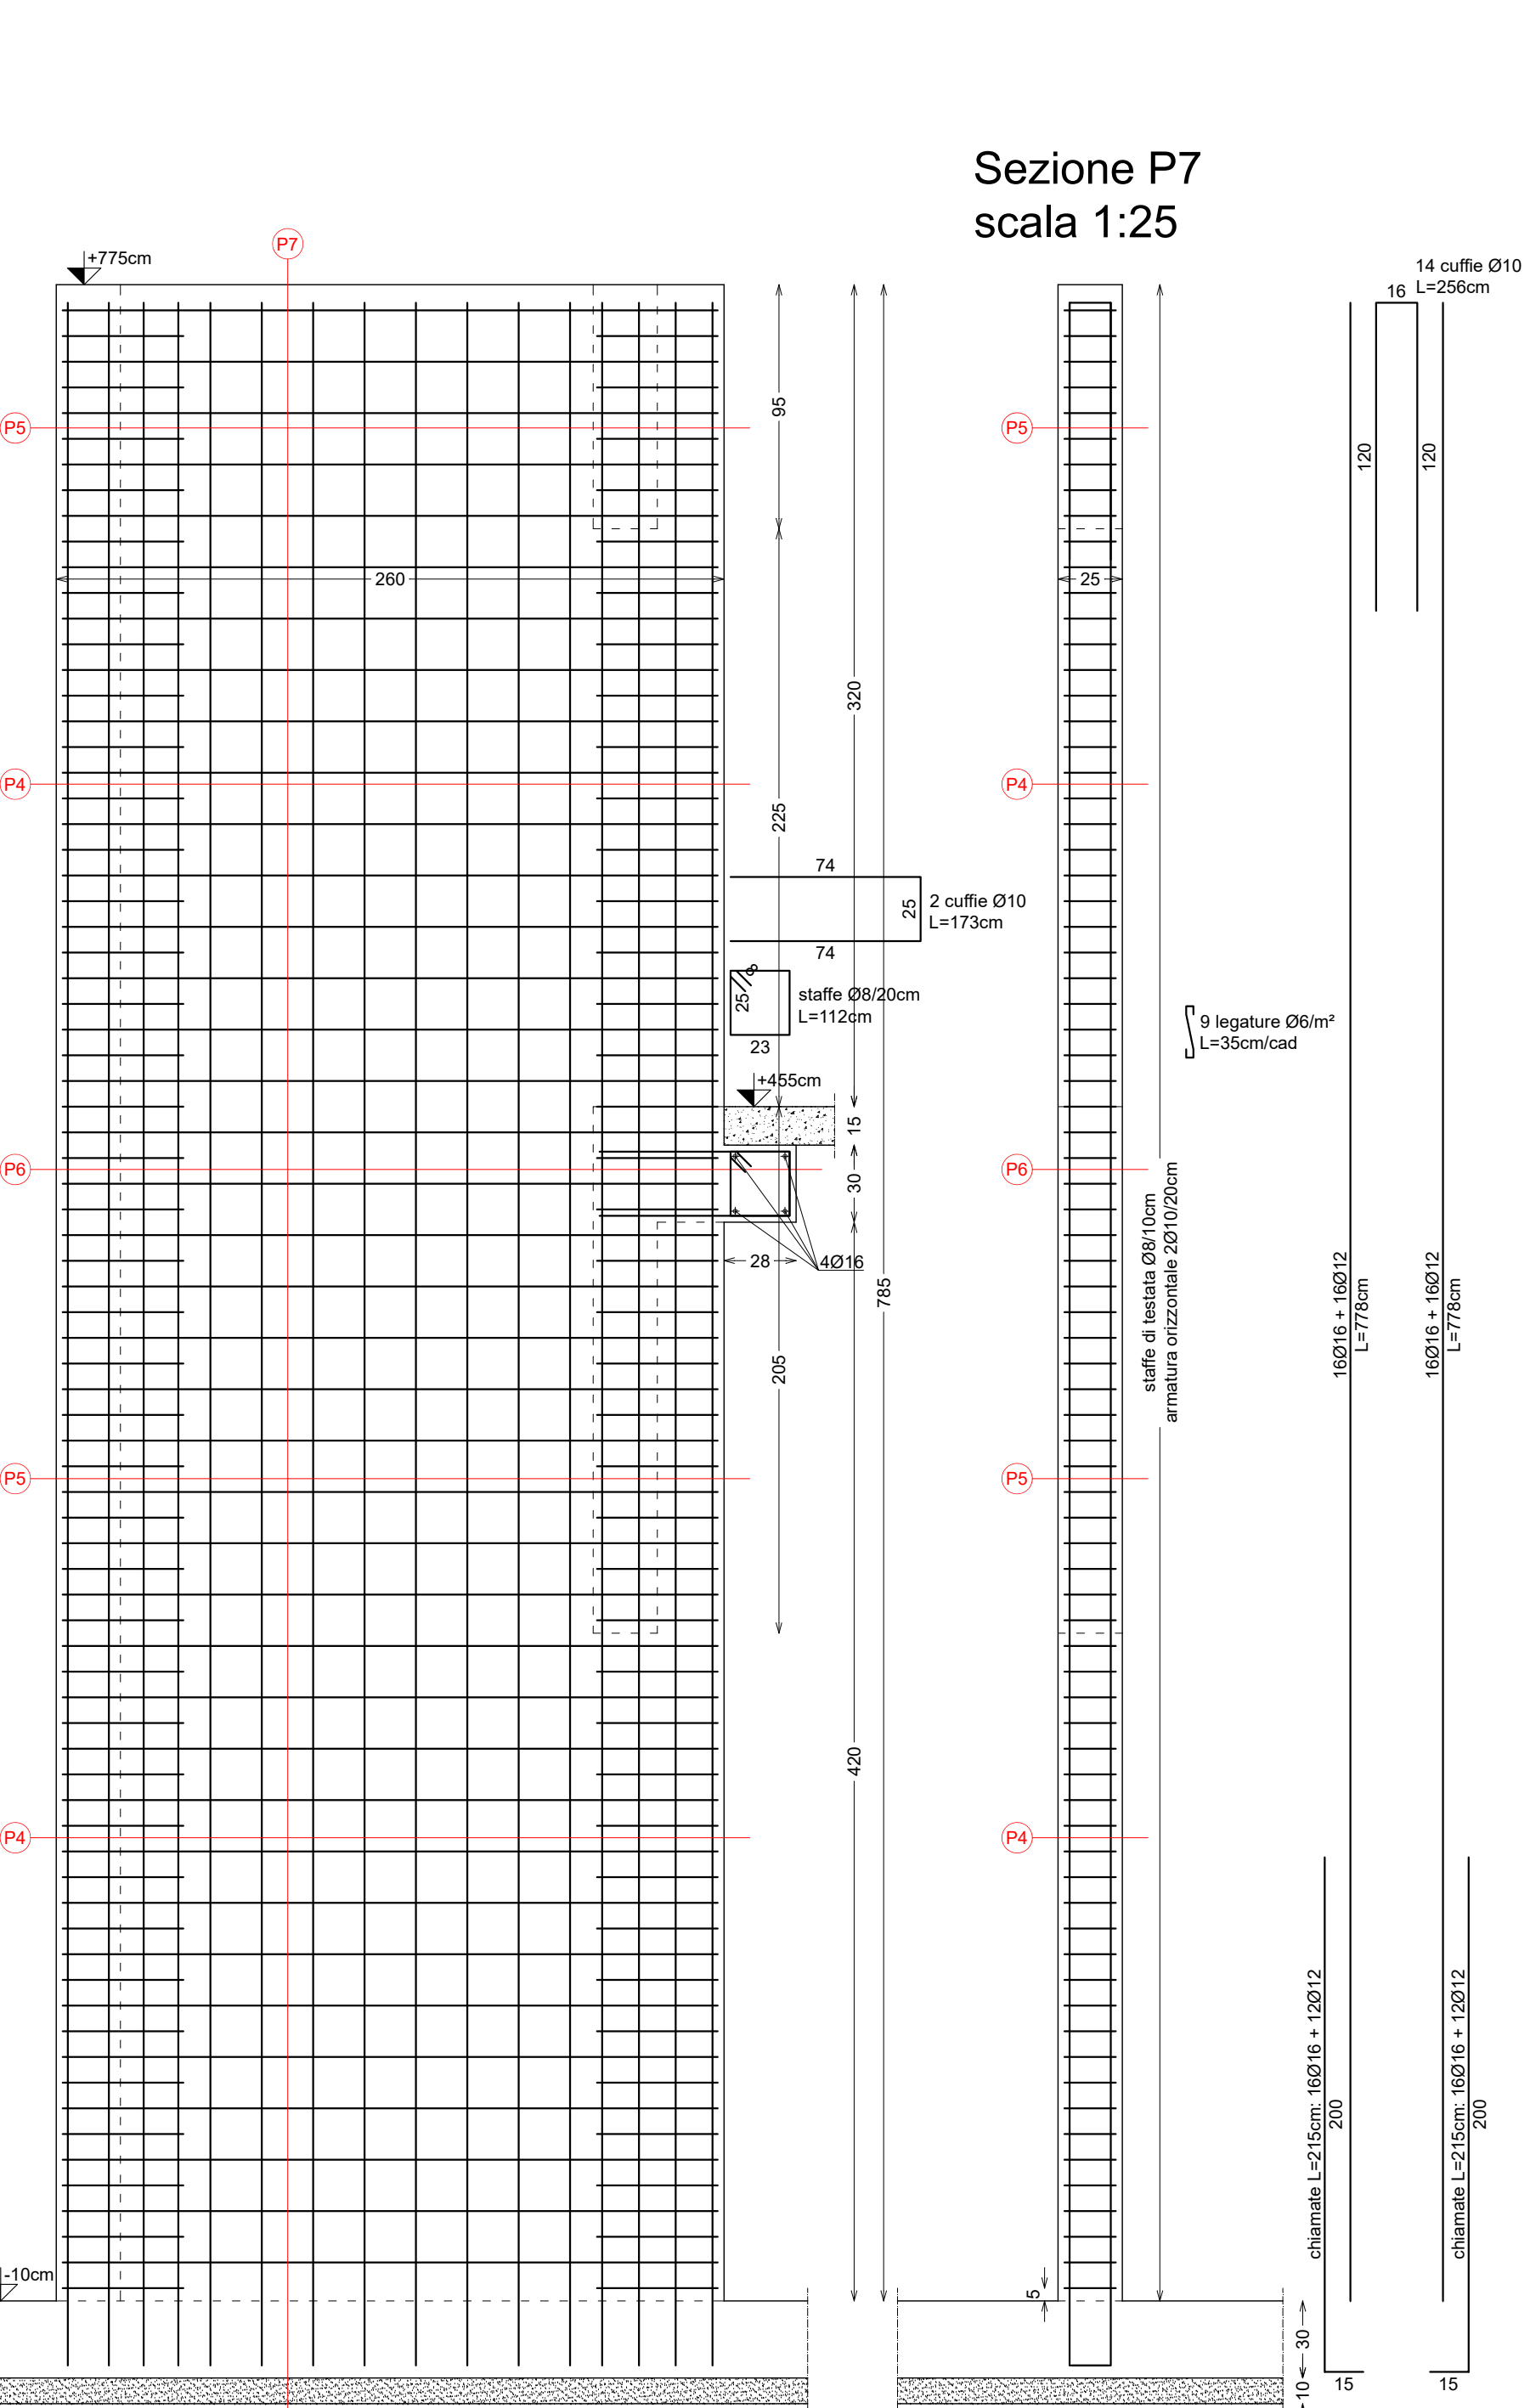 Sezione P7
scala 1:25
P7
+775cm
14 cuffie Ø10
L=256cm
16
95
P5
P5
120
120
260
25
320
P4
P4
225
74
25
2 cuffie Ø10
L=173cm
74
8
25
staffe Ø8/20cm
L=112cm
23
9 legature Ø6/m²
L=35cm/cad
+455cm
15
P6
P6
30
28
4Ø16
785
staffe di testata Ø8/10cm
armatura orizzontale 2Ø10/20cm
16Ø16 + 16Ø12
L=778cm
16Ø16 + 16Ø12
L=778cm
205
P5
P5
420
P4
P4
chiamate L=215cm: 16Ø16 + 12Ø12
200
chiamate L=215cm: 16Ø16 + 12Ø12
200
-10cm
5
30
15
15
10